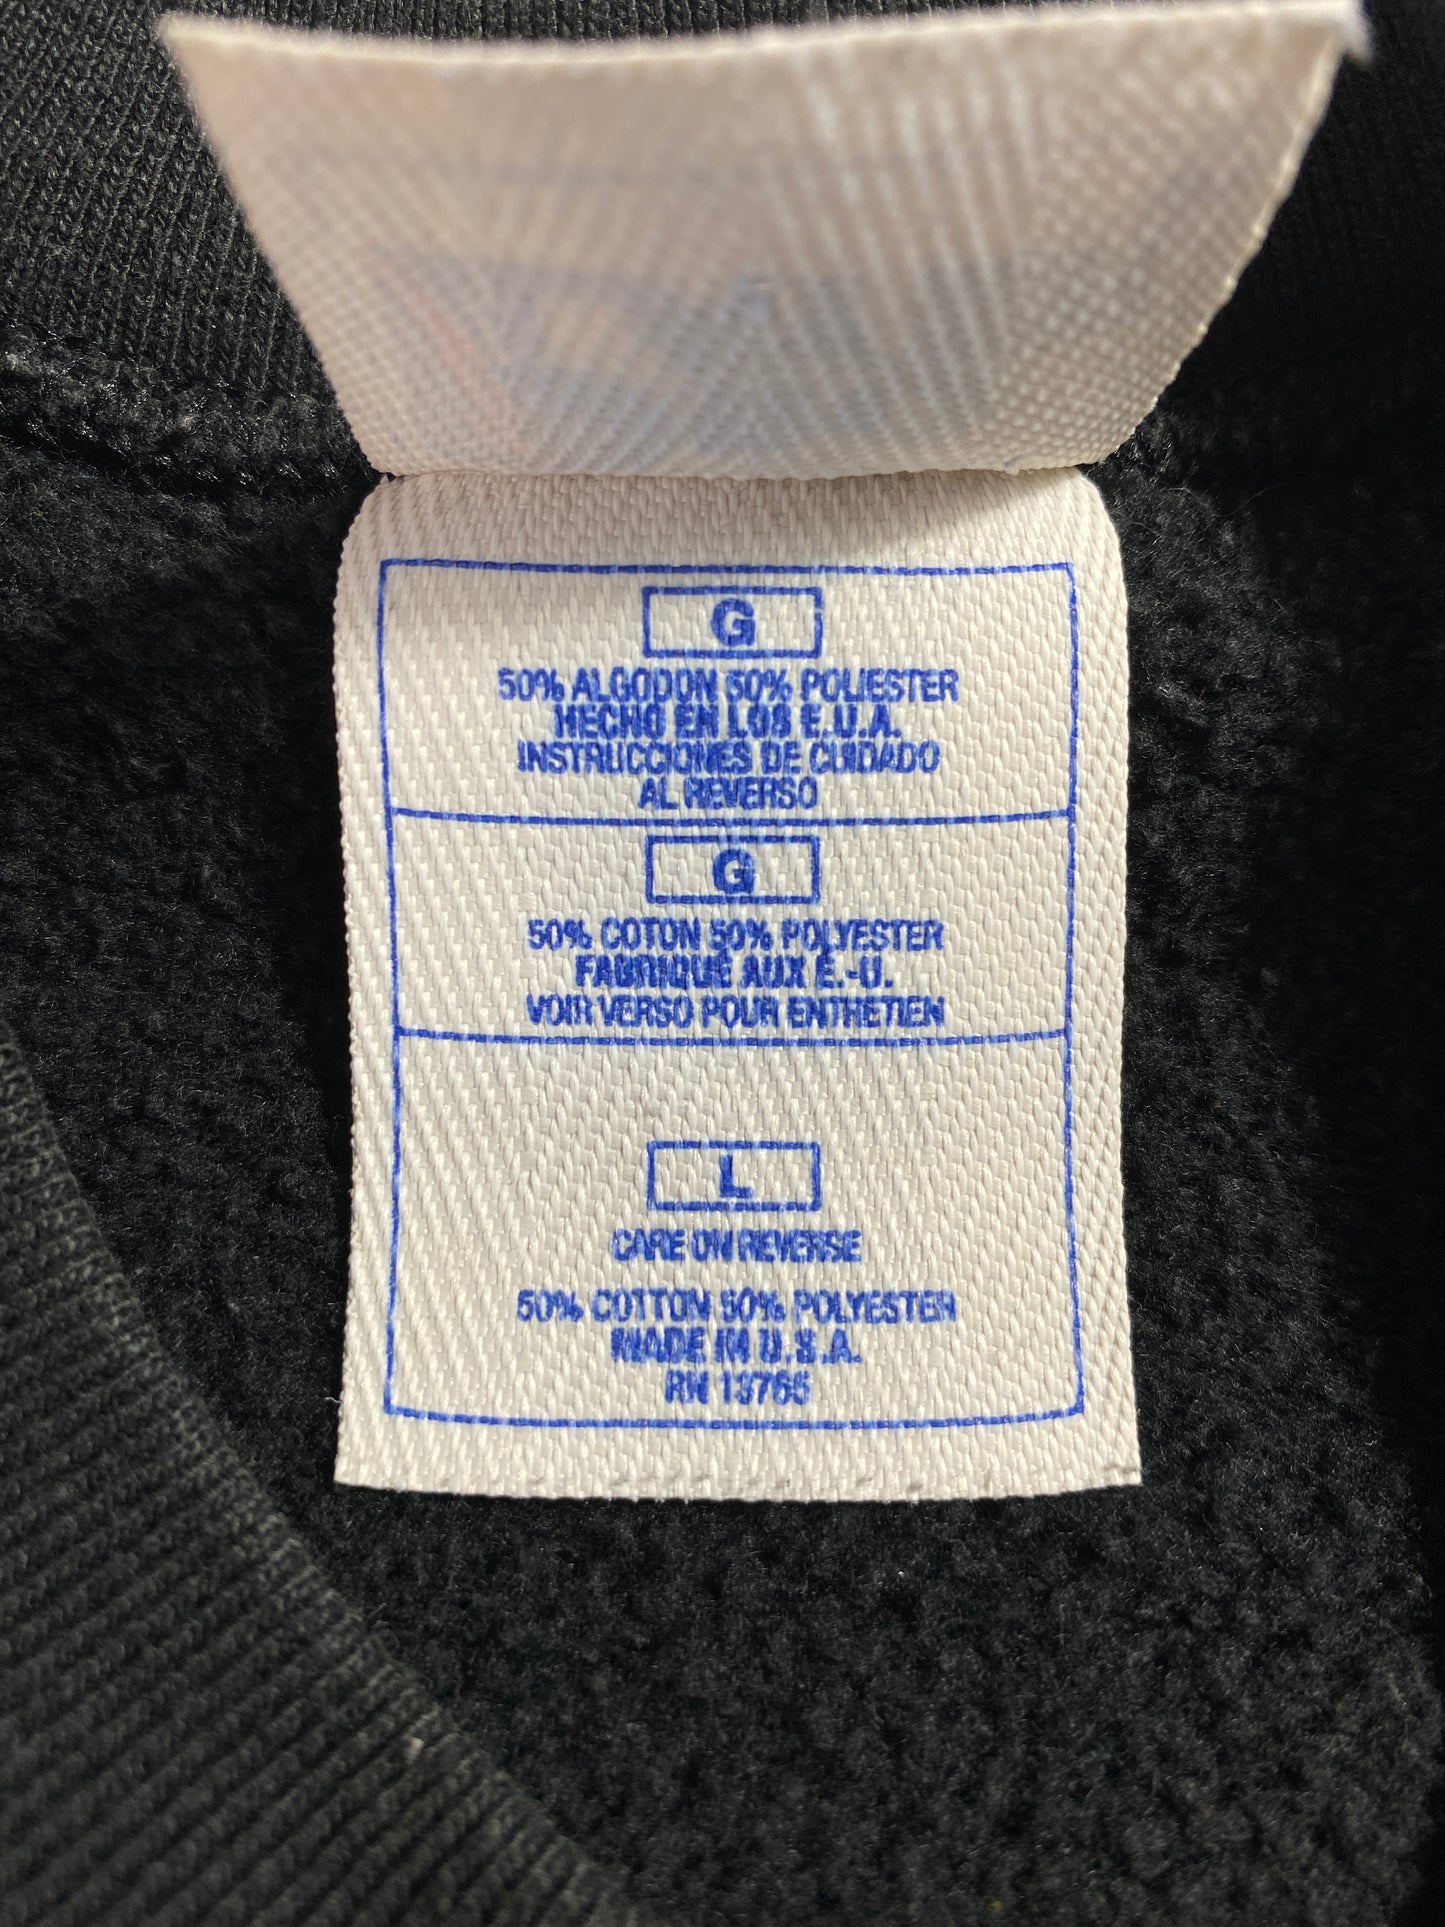 G
50% ALGODON 50% POLIESTER
HECHO EN LOS E.U.A.
INSTRUCCIONES DE CUIDADO
AL REVERSO
G
50% COTON 50% POLYESTER
FABRIQUE AUX E.-U.
VOIR VERSO POUR ENTRETIEN
L
CARE ON REVERSE
50% COTTON 50% POLYESTER
MADE IN U.S.A.
RN 13765